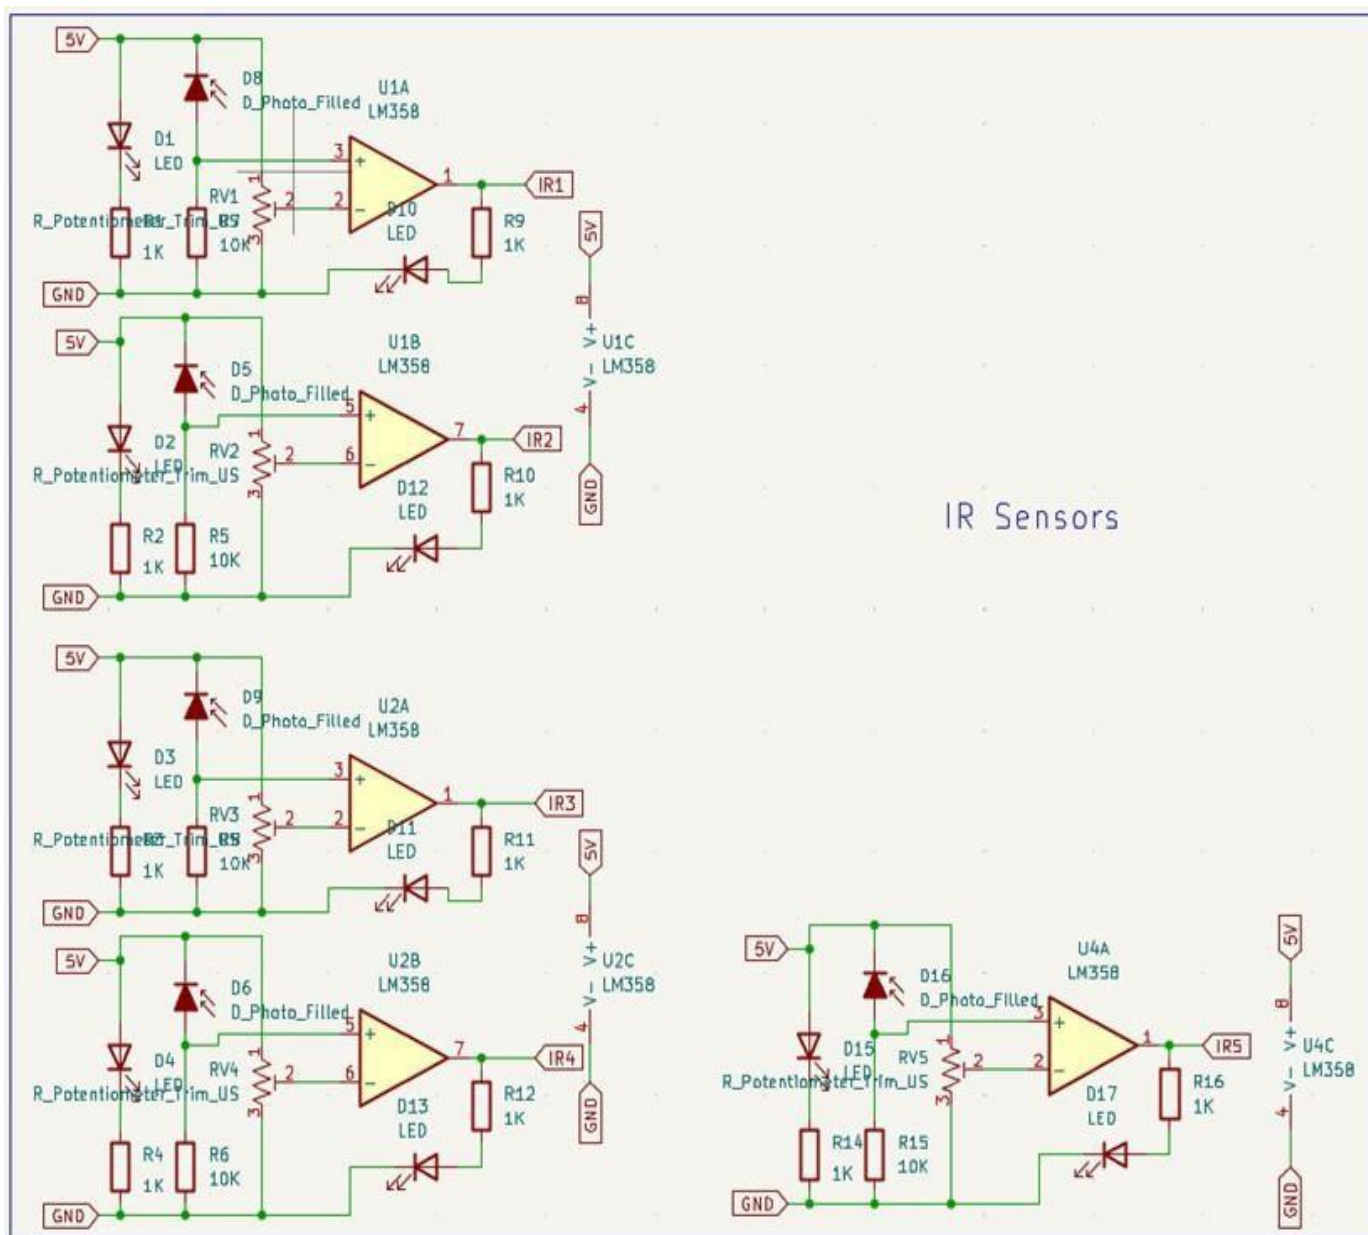 5V
D8
D_Photo_Filled
U1A
LM358
D1
LED
3
+
1
IR1
RV1
1
2
2
-
R_Potentiometer_Trim_US
1K
10K
3
D10
LED
R9
1K
5V
GND
8
V+
U1C
V-
LM358
4
GND
5V
U1B
LM358
D5
D_Photo_Filled
5
+
7
IR2
D2
LED
RV2
1
2
6
-
R_Potentiometer_Trim_US
3
D12
LED
R10
1K
R2
1K
R5
10K
GND
IR Sensors
5V
D9
D_Photo_Filled
U2A
LM358
D3
LED
3
+
1
IR3
RV3
1
2
2
-
R_Potentiometer_Trim_US
1K
10K
3
D11
LED
R11
1K
5V
GND
8
V+
U2C
V-
LM358
4
GND
5V
U2B
LM358
D6
D_Photo_Filled
5
+
7
IR4
D4
LED
RV4
1
2
6
-
R_Potentiometer_Trim_US
3
D13
LED
R12
1K
R4
1K
R6
10K
GND
5V
U4A
LM358
D16
D_Photo_Filled
3
+
1
IR5
D15
LED
RV5
1
2
2
-
R_Potentiometer_Trim_US
3
D17
LED
R16
1K
R14
1K
R15
10K
GND
5V
8
V+
U4C
V-
LM358
4
GND